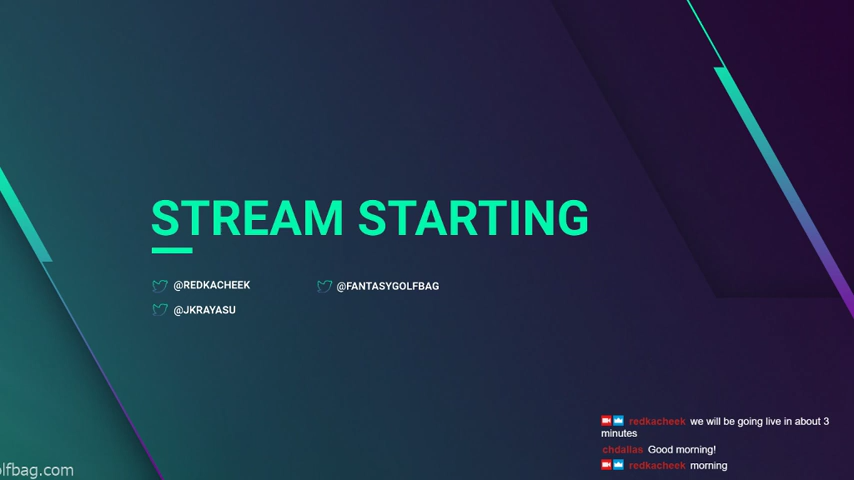 STREAM STARTING
@REDKACHEEK
@FANTASYGOLFBAG
@JKRAYASU
redkacheek we will be going live in about 3
minutes
chdallas Good morning!
redkacheek morning
olfbag.com